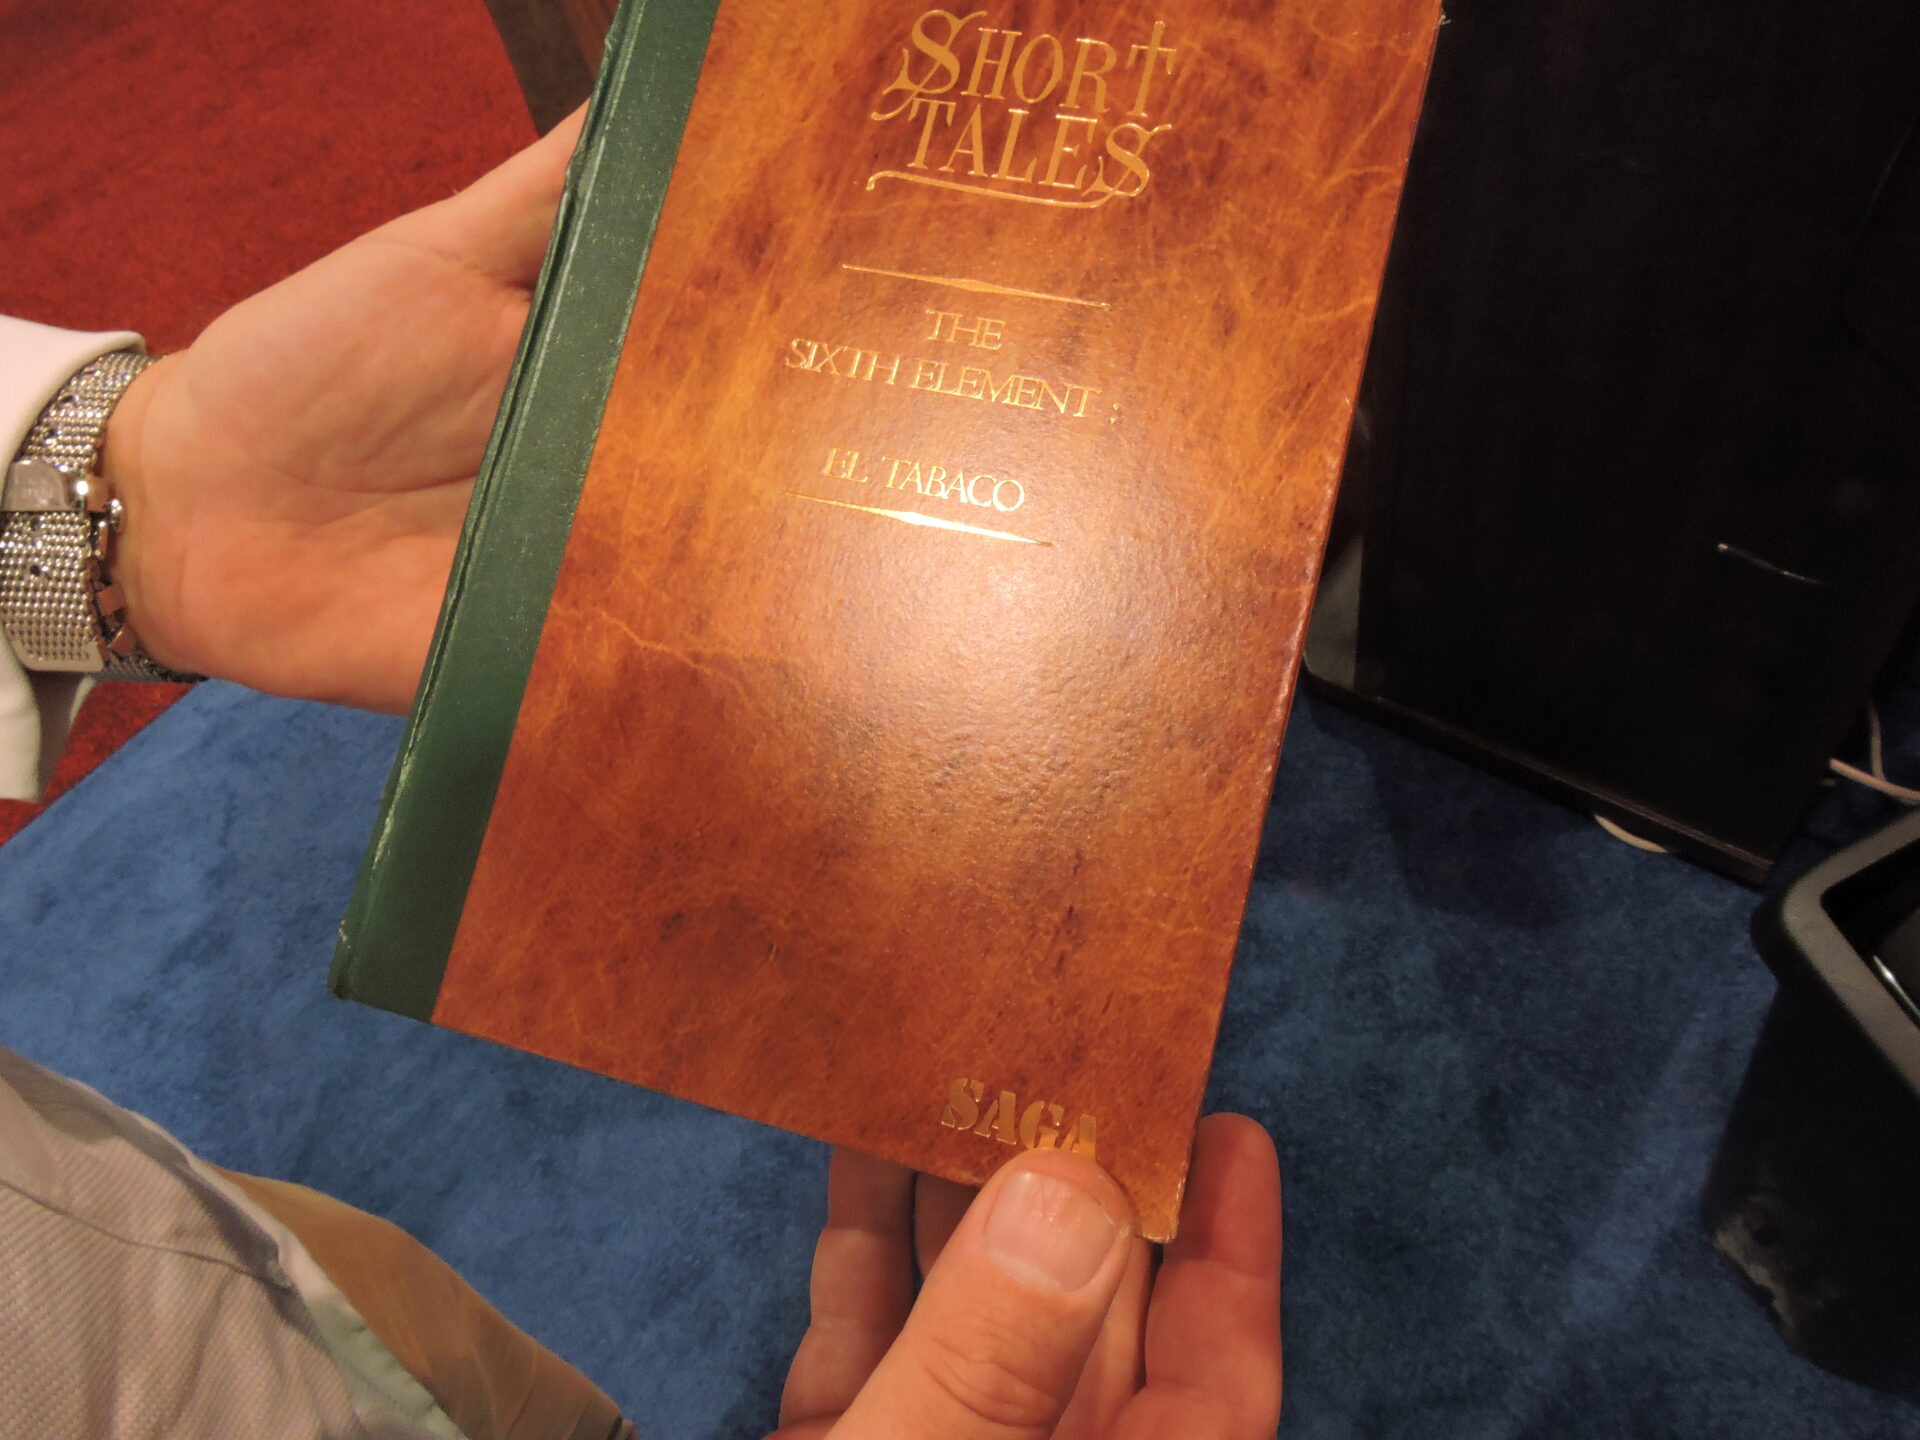 SHORT
TALES
THE
SIXTH ELEMENT :
EL TABACO
SAGA